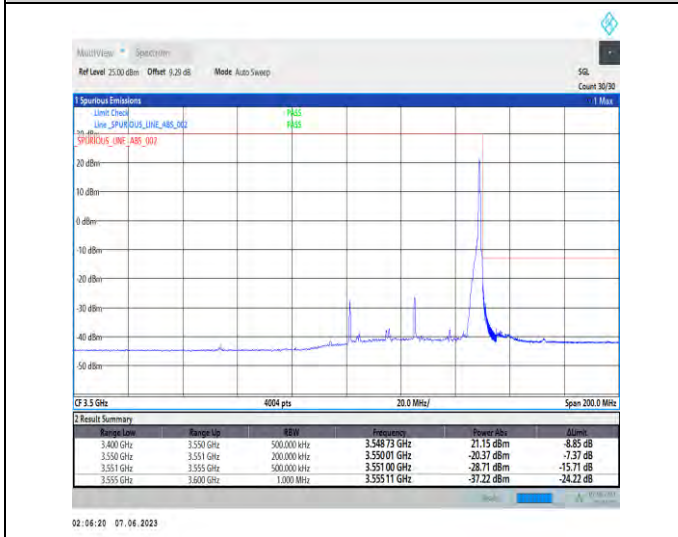 MultiView Spectrum
Ref Level 25.00 dBm Offset 9.29 dB Mode Auto Sweep SGL
Count 30/30
1 Spurious Emissions 1 Max
Limit Check PASS
Line _SPURIOUS_LINE_ABS_002 PASS
_SPURIOUS_LINE_ABS_002
20 dBm
10 dBm
0 dBm
-10 dBm
-20 dBm
-30 dBm
-40 dBm
-50 dBm
CF 3.5 GHz 4004 pts 20.0 MHz/ Span 200.0 MHz
2 Result Summary
Range Low Range Up RBW Frequency Power Abs ΔLimit
3.400 GHz 3.550 GHz 500.000 kHz 3.548 73 GHz 21.15 dBm -8.85 dB
3.550 GHz 3.551 GHz 200.000 kHz 3.550 01 GHz -20.37 dBm -7.37 dB
3.551 GHz 3.555 GHz 500.000 kHz 3.551 00 GHz -28.71 dBm -15.71 dB
3.555 GHz 3.600 GHz 1.000 MHz 3.555 11 GHz -37.22 dBm -24.22 dB
02:06:20 07.06.2023